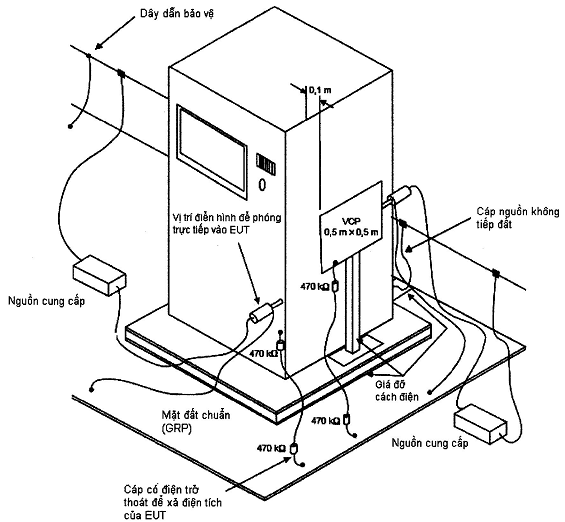 Dây dẫn bảo vệ
0,1 m
Vị trí điển hình để phóng
trực tiếp vào EUT
VCP
0,5 m × 0,5 m
Cáp nguồn không
tiếp đất
470 kΩ
Nguồn cung cấp
470 kΩ
Giá đỡ
cách điện
Mặt đất chuẩn
(GRP)
470 kΩ
470 kΩ
Nguồn cung cấp
Cáp có điện trở
thoát để xả điện tích
của EUT